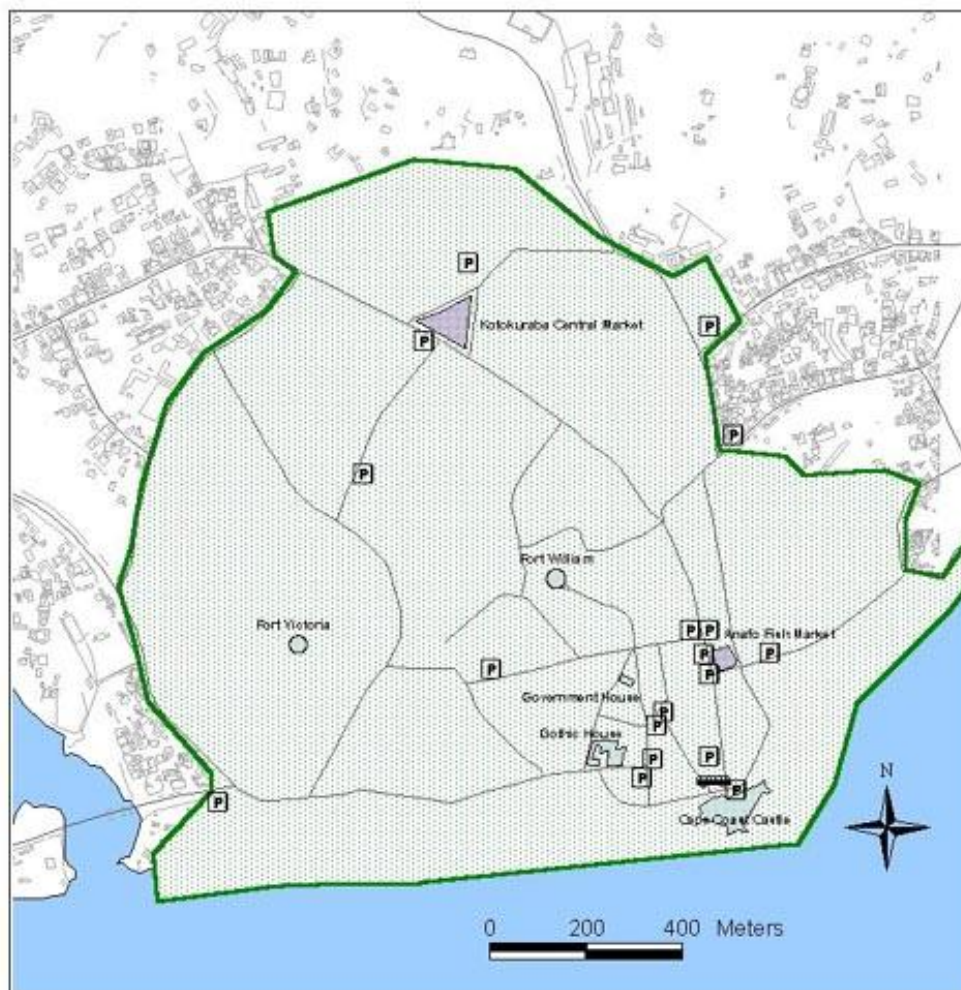 P
Kotokuraba Central Market
P
P
P
P
Fort William
Fort Victoria
P P
Anafo Fish Market
P
P
P
P
Government House
P
P
Gothic House
P
P
P
P
Cape Coast Castle
P
N
0 200 400 Meters